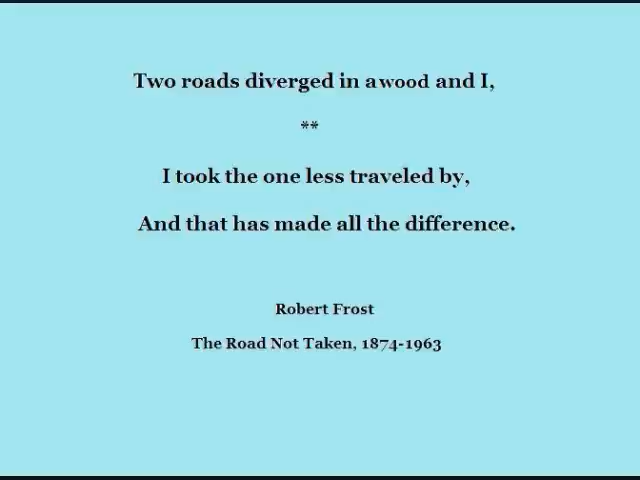 Two roads diverged in awood and I,
**
I took the one less traveled by,
And that has made all the difference.
Robert Frost
The Road Not Taken, 1874-1963